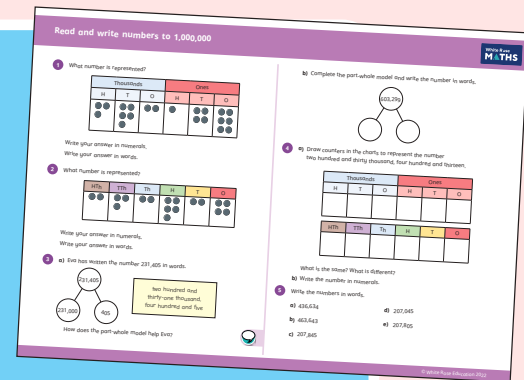 Read and write numbers to 1,000,000
White Rose
MATHS
1 What number is represented?
Thousands Ones
H T O H T O
Write your answer in numerals.
Write your answer in words.
2 What number is represented?
HTh TTh Th H T O
Write your answer in numerals.
Write your answer in words.
3 a) Eva has written the number 231,405 in words.
231,405
231,000 405
two hundred and
thirty-one thousand,
four hundred and five
How does the part-whole model help Eva?
b) Complete the part-whole model and write the number in words.
603,290
4 a) Draw counters in the charts to represent the number
two hundred and thirty thousand, four hundred and thirteen.
Thousands Ones
H T O H T O
HTh TTh Th H T O
What is the same? What is different?
b) Write the number in numerals.
5 Write the numbers in words.
a) 436,634
b) 463,643
c) 207,845
d) 207,045
e) 207,805
© White Rose Education 2022